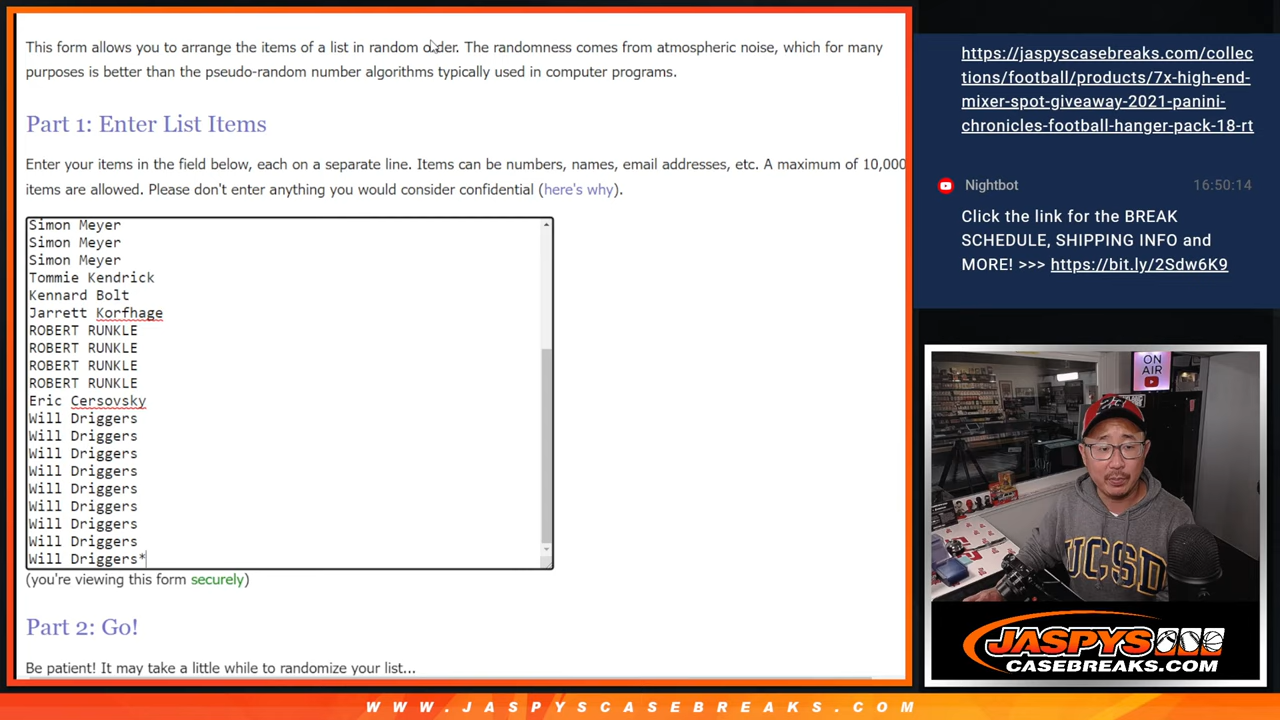 This form allows you to arrange the items of a list in random order. The randomness comes from atmospheric noise, which for many
purposes is better than the pseudo-random number algorithms typically used in computer programs.
Part 1: Enter List Items
Enter your items in the field below, each on a separate line. Items can be numbers, names, email addresses, etc. A maximum of 10,000
items are allowed. Please don't enter anything you would consider confidential (here's why).
Simon Meyer
Simon Meyer
Simon Meyer
Tommie Kendrick
Kennard Bolt
Jarrett Korfhage
ROBERT RUNKLE
ROBERT RUNKLE
ROBERT RUNKLE
ROBERT RUNKLE
Eric Cersovsky
Will Driggers
Will Driggers
Will Driggers
Will Driggers
Will Driggers
Will Driggers
Will Driggers
Will Driggers
Will Driggers*
(you're viewing this form securely)
Part 2: Go!
Be patient! It may take a little while to randomize your list...
https://jaspyscasebreaks.com/collec
tions/football/products/7x-high-end-
mixer-spot-giveaway-2021-panini-
chronicles-football-hanger-pack-18-rt
Nightbot 16:50:14
Click the link for the BREAK
SCHEDULE, SHIPPING INFO and
MORE! >>> https://bit.ly/2Sdw6K9
ON
AIR
UCSD
JASPYS
CASEBREAKS.COM
WWW.JASPYSCASEBREAKS.COM